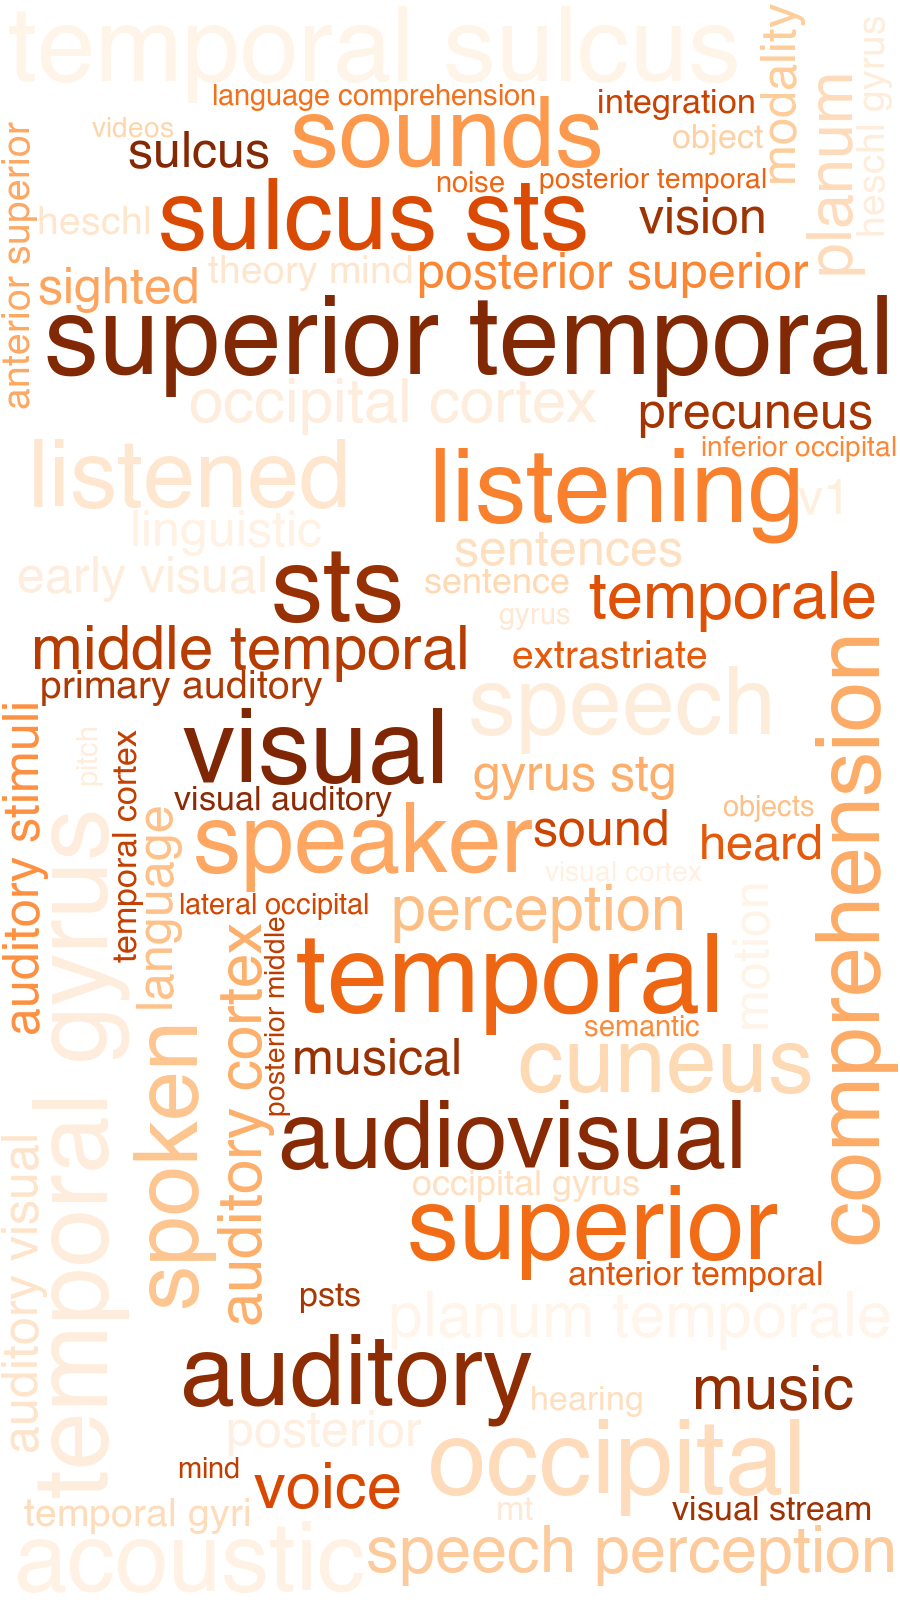 temporal sulcus
modality
heschl gyrus
language comprehension
integration
planum
sounds
videos
sulcus
object
anterior superior
noise
posterior temporal
sulcus sts
vision
heschl
theory mind
posterior superior
sighted
superior temporal
occipital cortex
precuneus
inferior occipital
listened
listening
v1
linguistic
sentences
early visual
sts
sentence
temporale
gyrus
middle temporal
extrastriate
comprehension
primary auditory
speech
auditory stimuli
visual
pitch
temporal cortex
gyrus stg
visual auditory
language
speaker
sound
objects
heard
temporal gyrus
visual cortex
lateral occipital
perception
motion
auditory cortex
posterior middle
temporal
semantic
spoken
musical
cuneus
audiovisual
auditory visual
occipital gyrus
superior
anterior temporal
psts
planum temporale
auditory
hearing
music
posterior
occipital
mind
voice
temporal gyri
mt
visual stream
acoustic
speech perception